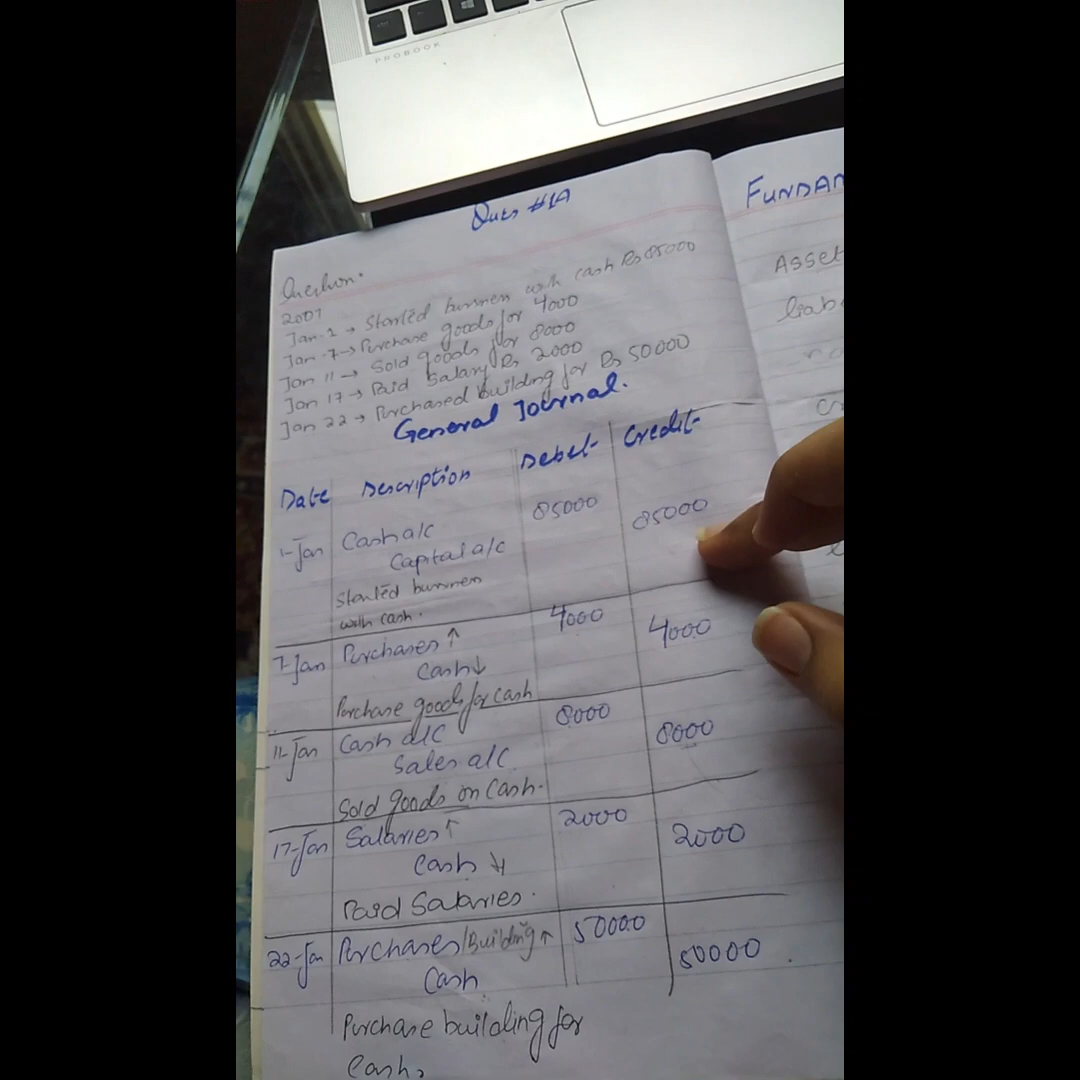 PROBOOK
Ques #1A
FUNDAM
Question.
2007
Jan-1 → Started business with cash Rs 85000
Jan-7 → Purchase goods for 4000
Jan 11 → Sold goods for 8000
Jan 17 → Paid Salary Rs 2000
Jan 22 → Purchased building for Rs 50000
Asset
liab
General Journal.
Date Description Debet Credit
1-Jan Cash a/c 85000
Capital a/c 85000
Started business
with cash.
7-Jan Purchases ↑ 4000
Cash ↓ 4000
Purchase goods for cash
11-Jan Cash a/c 8000
Sales a/c 8000
Sold goods on Cash.
17-Jan Salaries ↑ 2000
Cash ↓ 2000
Paid Salaries.
22-Jan Purchases/Building ↑ 50000
Cash 50000
Purchase building for
Cash.